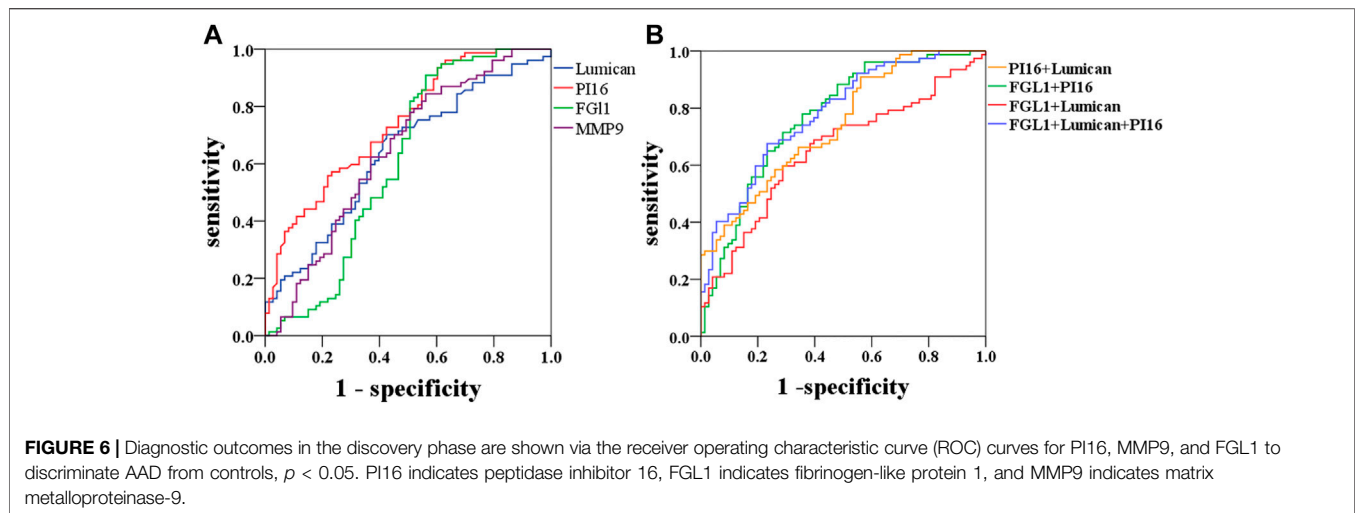 A
1.0
0.8
0.6
0.4
0.2
0.0
sensitivity
0.0 0.2 0.4 0.6 0.8 1.0
1 - specificity
Lumican
PI16
FGl1
MMP9
B
1.0
0.8
0.6
0.4
0.2
0.0
sensitivity
0.0 0.2 0.4 0.6 0.8 1.0
1 -specificity
PI16+Lumican
FGL1+PI16
FGL1+Lumican
FGL1+Lumican+PI16
FIGURE 6 | Diagnostic outcomes in the discovery phase are shown via the receiver operating characteristic curve (ROC) curves for PI16, MMP9, and FGL1 to
discriminate AAD from controls, p < 0.05. PI16 indicates peptidase inhibitor 16, FGL1 indicates fibrinogen-like protein 1, and MMP9 indicates matrix
metalloproteinase-9.